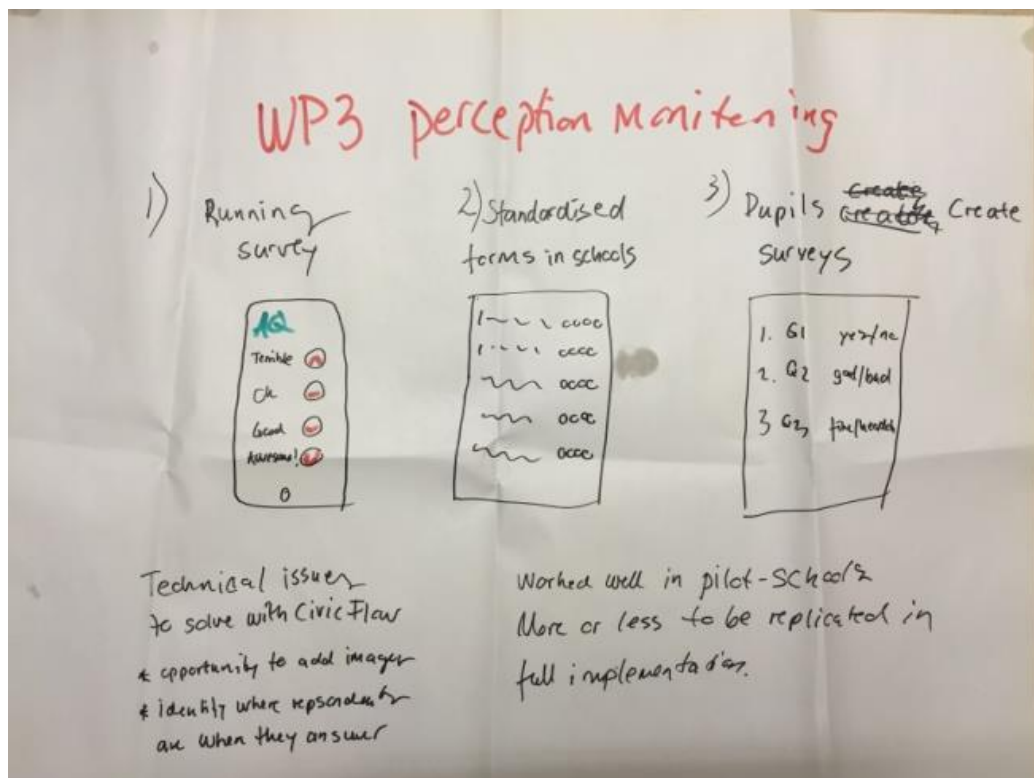 WP3 perception Monitening
1) Running
survey
AQ
Terrible
Ok
Good
Awesome!
2) Standardised
forms in schools
3) Pupils Create
surveys
1. Q1 yes/no
2. Q2 good/bad
3 Q3
Technical issues
to solve with CivicFlow
* opportunity to add images
* identify where repsondents
are when they answer
Worked well in pilot-schools
More or less to be replicated in
full implementation.